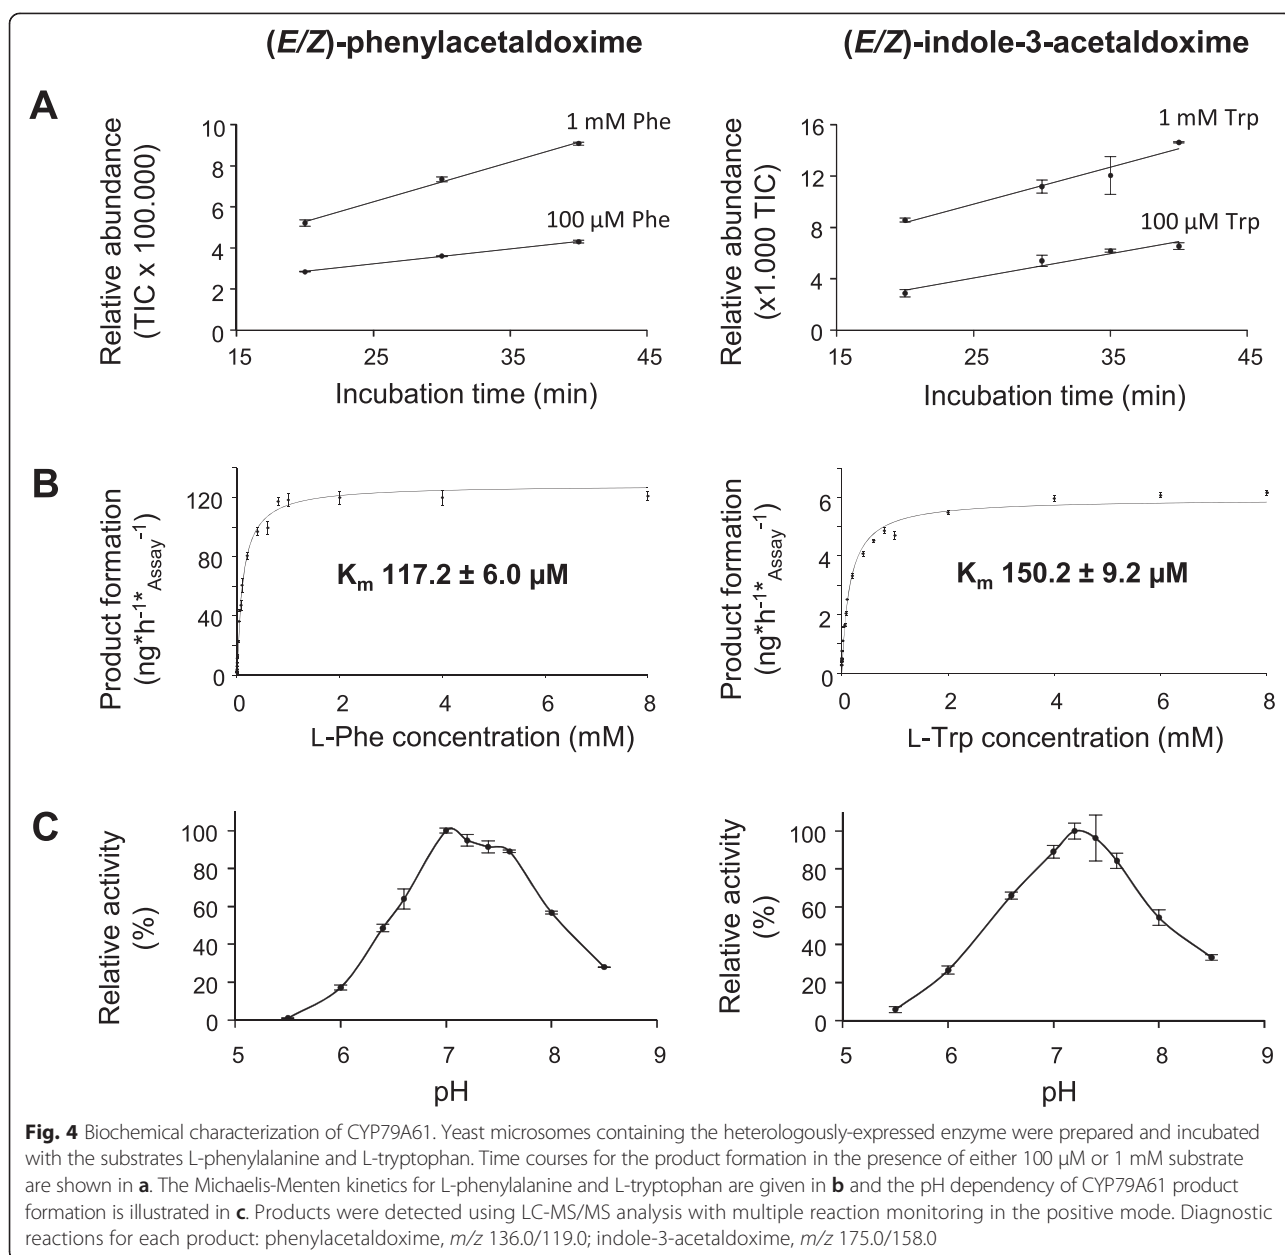 (E/Z)-phenylacetaldoxime
(E/Z)-indole-3-acetaldoxime
A
Relative abundance
(TIC x 100.000)
10
8
6
4
2
0
1 mM Phe
100 µM Phe
15 25 35 45
Incubation time (min)
Relative abundance
(x1.000 TIC)
16
12
8
4
0
1 mM Trp
100 µM Trp
15 25 35 45
Incubation time (min)
B
Product formation
(ng*h-1*Assay-1)
120
80
40
0
Km 117.2 ± 6.0 µM
0 2 4 6 8
L-Phe concentration (mM)
Product formation
(ng*h-1*Assay-1)
6
4
2
0
Km 150.2 ± 9.2 µM
0 2 4 6 8
L-Trp concentration (mM)
C
Relative activity
(%)
100
80
60
40
20
0
5 6 7 8 9
pH
Relative activity
(%)
100
80
60
40
20
0
5 6 7 8 9
pH
Fig. 4 Biochemical characterization of CYP79A61. Yeast microsomes containing the heterologously-expressed enzyme were prepared and incubated
with the substrates L-phenylalanine and L-tryptophan. Time courses for the product formation in the presence of either 100 µM or 1 mM substrate
are shown in a. The Michaelis-Menten kinetics for L-phenylalanine and L-tryptophan are given in b and the pH dependency of CYP79A61 product
formation is illustrated in c. Products were detected using LC-MS/MS analysis with multiple reaction monitoring in the positive mode. Diagnostic
reactions for each product: phenylacetaldoxime, m/z 136.0/119.0; indole-3-acetaldoxime, m/z 175.0/158.0